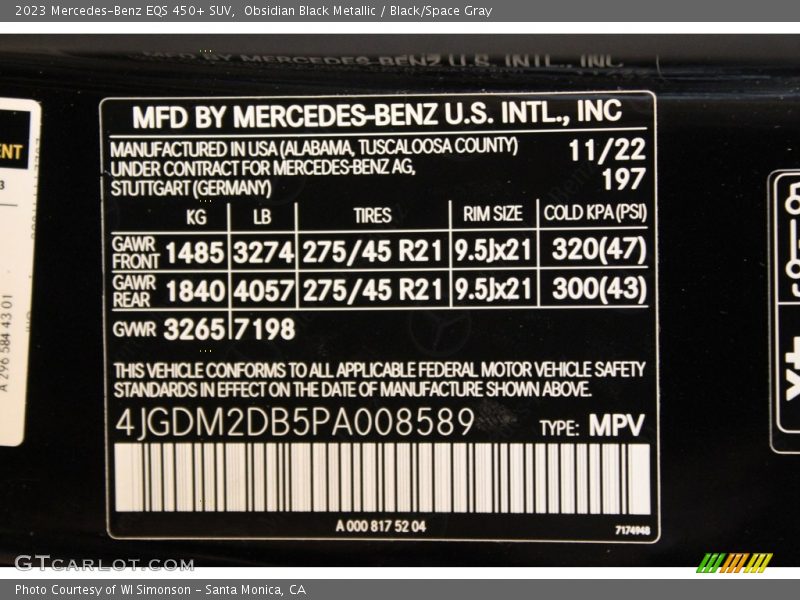 2023 Mercedes-Benz EQS 450+ SUV, Obsidian Black Metallic / Black/Space Gray
MFD BY MERCEDES-BENZ U.S. INTL., INC
MANUFACTURED IN USA (ALABAMA, TUSCALOOSA COUNTY) 11/22
UNDER CONTRACT FOR MERCEDES-BENZ AG, 197
STUTTGART (GERMANY)
KG LB TIRES RIM SIZE COLD KPA (PSI)
GAWR FRONT 1485 3274 275/45 R21 9.5Jx21 320(47)
GAWR REAR 1840 4057 275/45 R21 9.5Jx21 300(43)
GVWR 3265 7198
THIS VEHICLE CONFORMS TO ALL APPLICABLE FEDERAL MOTOR VEHICLE SAFETY
STANDARDS IN EFFECT ON THE DATE OF MANUFACTURE SHOWN ABOVE.
4JGDM2DB5PA008589 TYPE: MPV
A 000 817 52 04 7174948
A 296 584 43 01
GTcarlot.com
Photo Courtesy of WI Simonson - Santa Monica, CA